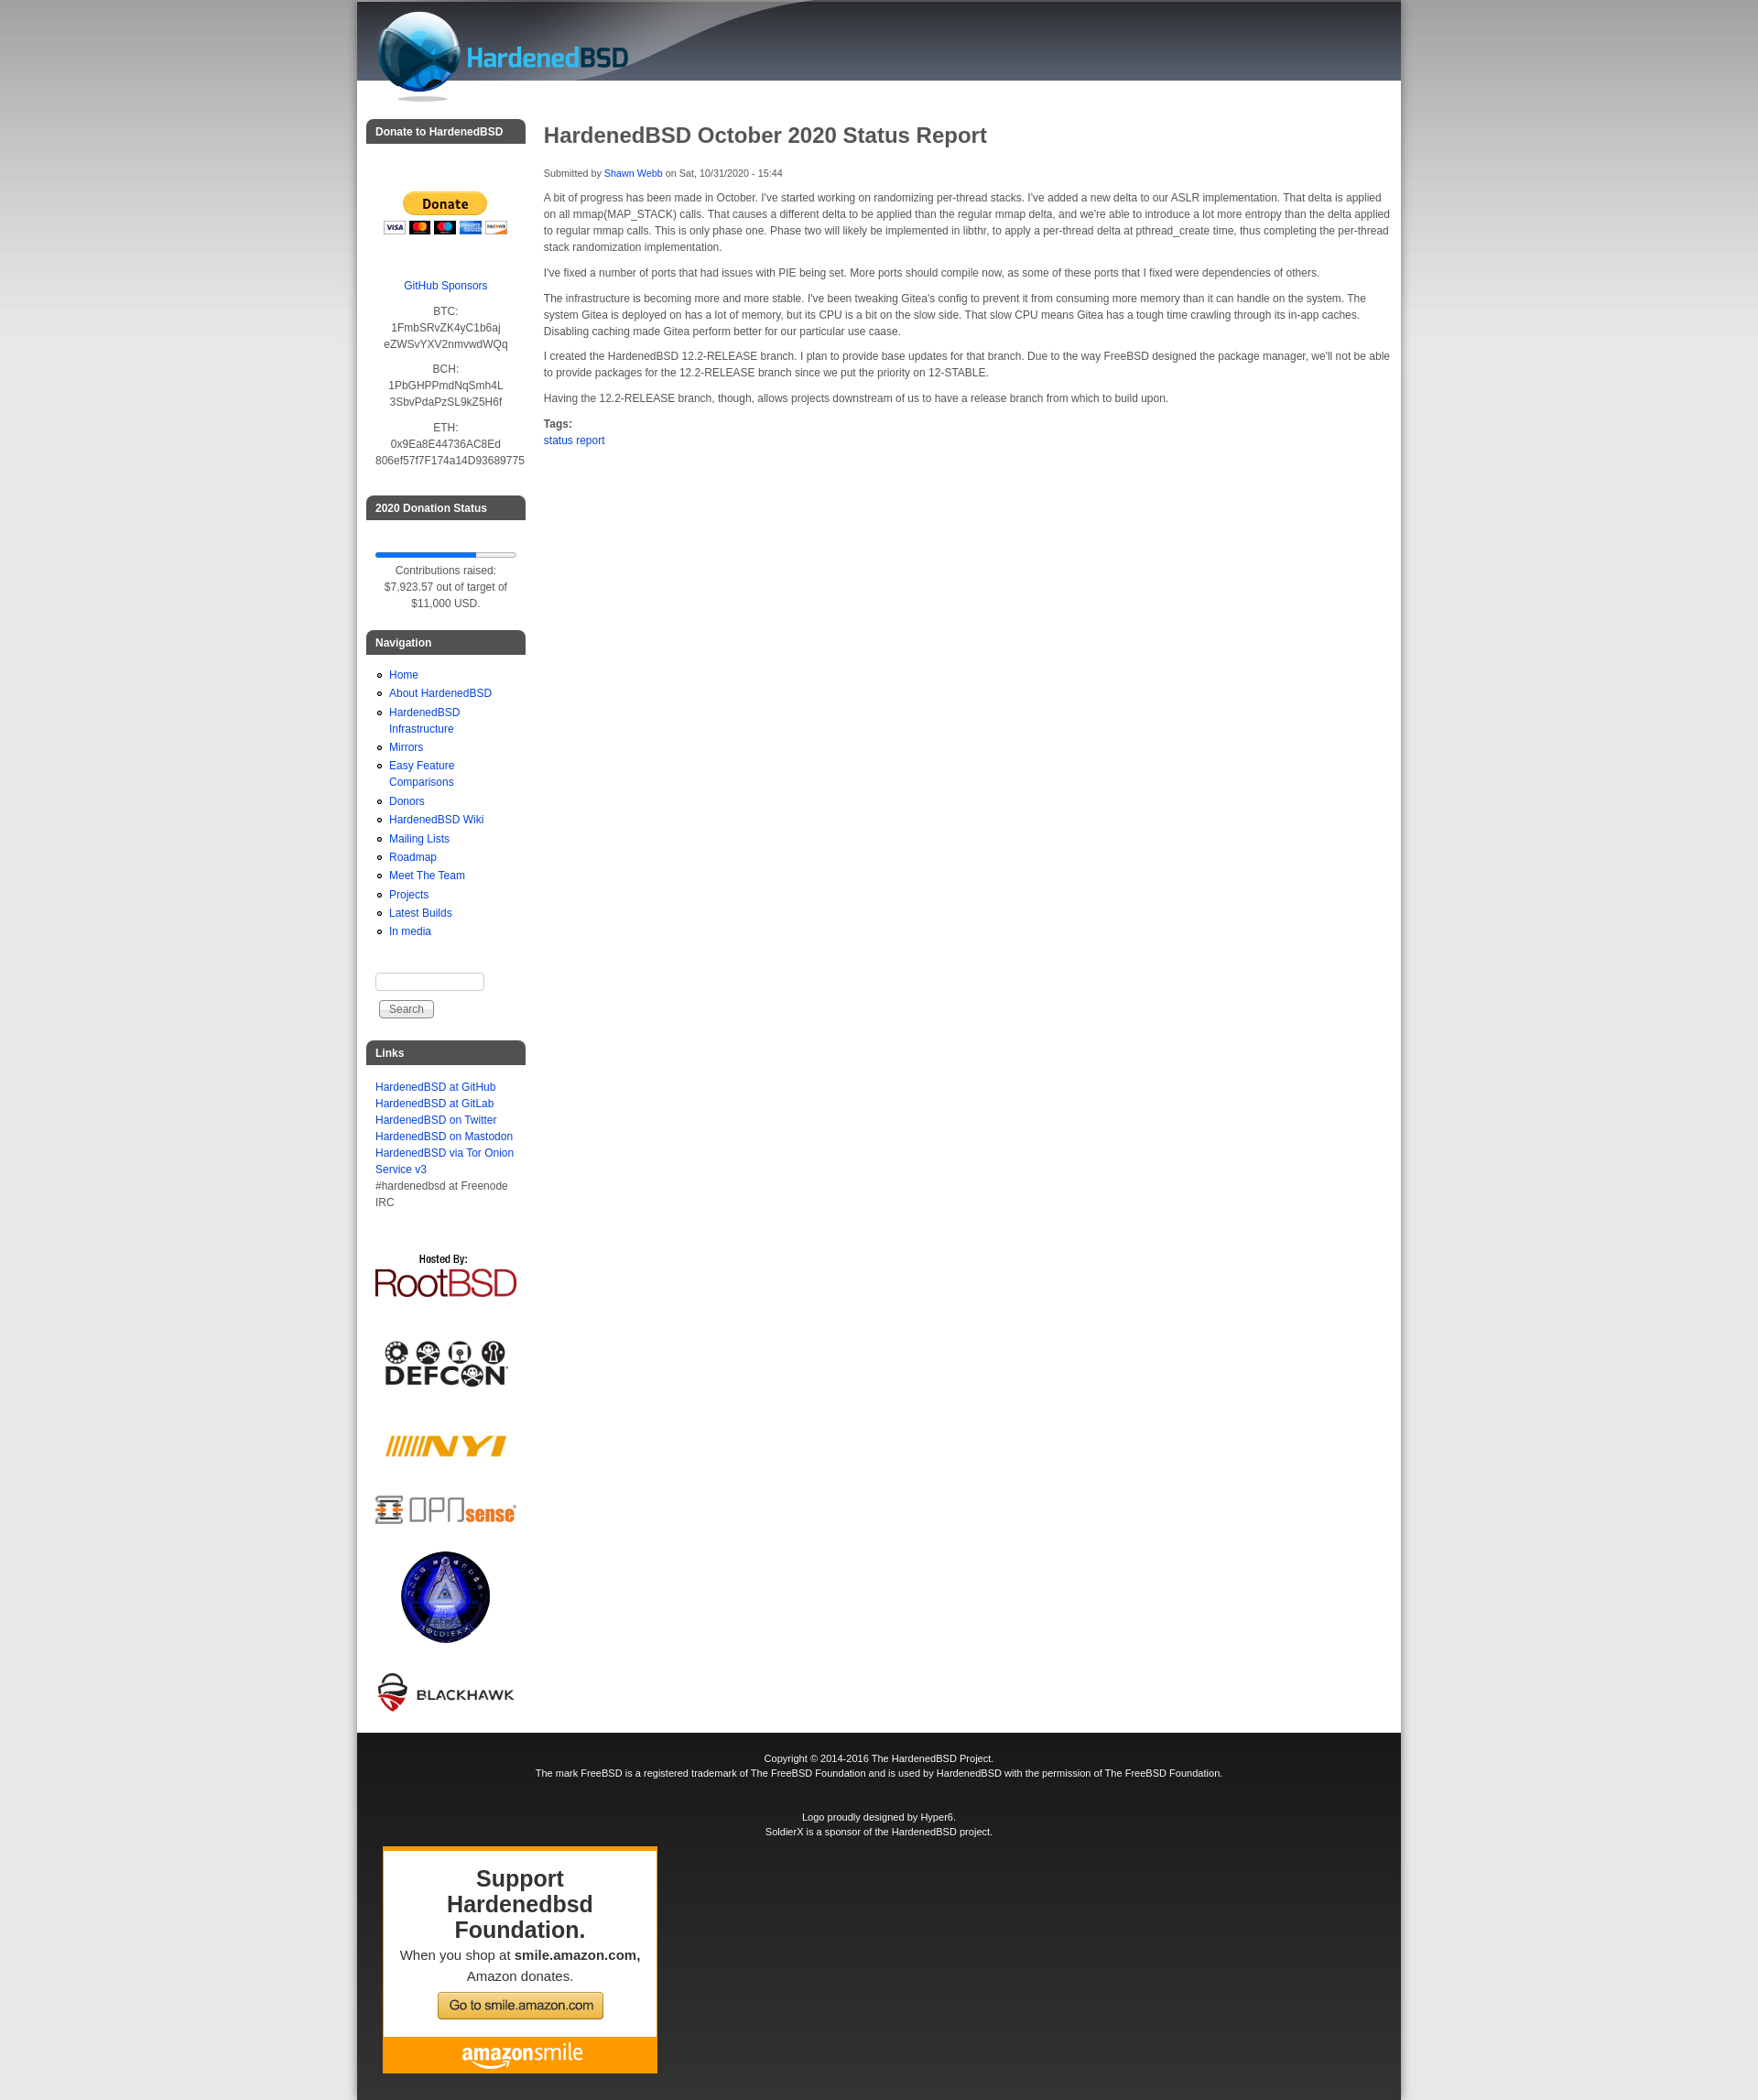 HardenedBSD
Donate to HardenedBSD
Donate
VISA
DISCOVER
GitHub Sponsors
BTC:
1FmbSRvZK4yC1b6aj
eZWSvYXV2nmvwdWQq
BCH:
1PbGHPPmdNqSmh4L
3SbvPdaPzSL9kZ5H6f
ETH:
0x9Ea8E44736AC8Ed
806ef57f7F174a14D93689775
2020 Donation Status
Contributions raised:
$7,923.57 out of target of
$11,000 USD.
Navigation
Home
About HardenedBSD
HardenedBSD
Infrastructure
Mirrors
Easy Feature
Comparisons
Donors
HardenedBSD Wiki
Mailing Lists
Roadmap
Meet The Team
Projects
Latest Builds
In media
Search
Links
HardenedBSD at GitHub
HardenedBSD at GitLab
HardenedBSD on Twitter
HardenedBSD on Mastodon
HardenedBSD via Tor Onion
Service v3
#hardenedbsd at Freenode
IRC
Hosted By:
RootBSD
DEFCON
NYI
OPNsense
SOLDIERX
BLACKHAWK
HardenedBSD October 2020 Status Report
Submitted by Shawn Webb on Sat, 10/31/2020 - 15:44
A bit of progress has been made in October. I've started working on randomizing per-thread stacks. I've added a new delta to our ASLR implementation. That delta is applied
on all mmap(MAP_STACK) calls. That causes a different delta to be applied than the regular mmap delta, and we're able to introduce a lot more entropy than the delta applied
to regular mmap calls. This is only phase one. Phase two will likely be implemented in libthr, to apply a per-thread delta at pthread_create time, thus completing the per-thread
stack randomization implementation.
I've fixed a number of ports that had issues with PIE being set. More ports should compile now, as some of these ports that I fixed were dependencies of others.
The infrastructure is becoming more and more stable. I've been tweaking Gitea's config to prevent it from consuming more memory than it can handle on the system. The
system Gitea is deployed on has a lot of memory, but its CPU is a bit on the slow side. That slow CPU means Gitea has a tough time crawling through its in-app caches.
Disabling caching made Gitea perform better for our particular use caase.
I created the HardenedBSD 12.2-RELEASE branch. I plan to provide base updates for that branch. Due to the way FreeBSD designed the package manager, we'll not be able
to provide packages for the 12.2-RELEASE branch since we put the priority on 12-STABLE.
Having the 12.2-RELEASE branch, though, allows projects downstream of us to have a release branch from which to build upon.
Tags:
status report
Copyright © 2014-2016 The HardenedBSD Project.
The mark FreeBSD is a registered trademark of The FreeBSD Foundation and is used by HardenedBSD with the permission of The FreeBSD Foundation.
Logo proudly designed by Hyper6.
SoldierX is a sponsor of the HardenedBSD project.
Support
Hardenedbsd
Foundation.
When you shop at smile.amazon.com,
Amazon donates.
Go to smile.amazon.com
amazonsmile